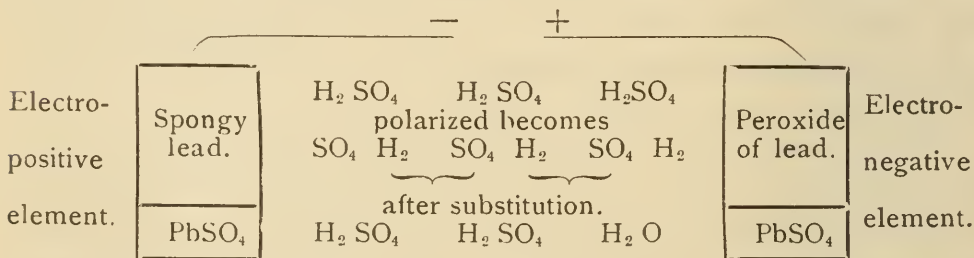 − +
H₂ SO₄ H₂ SO₄ H₂SO₄
Electro-
positive
element.
Spongy
lead.
polarized becomes
SO₄ H₂ SO₄ H₂ SO₄ H₂
after substitution.
Peroxide
of lead.
Electro-
negative
element.
PbSO₄ H₂ SO₄ H₂ SO₄ H₂ O PbSO₄